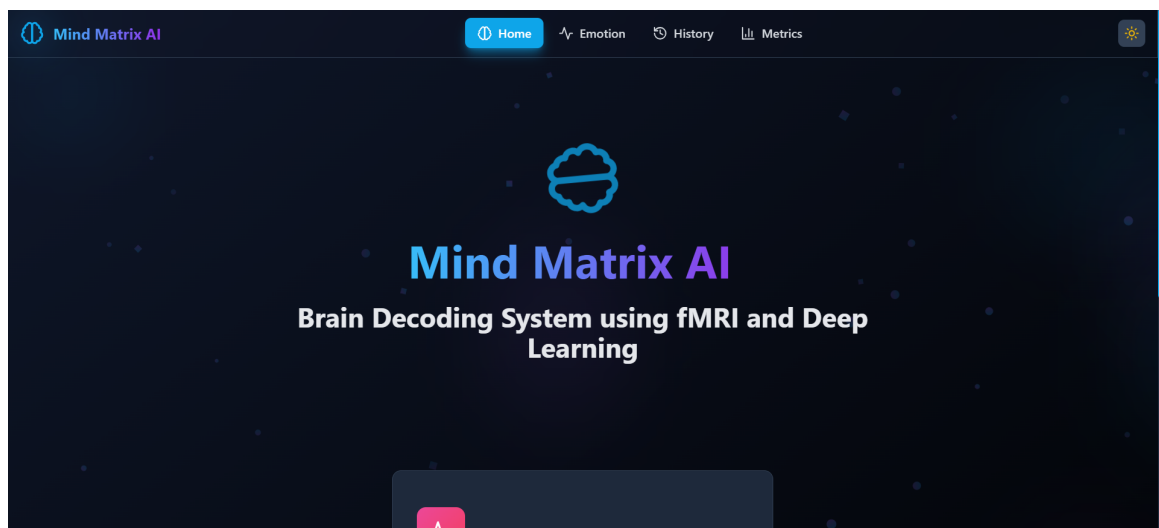 Mind Matrix AI
Home
Emotion
History
Metrics
Mind Matrix AI
Brain Decoding System using fMRI and Deep
Learning